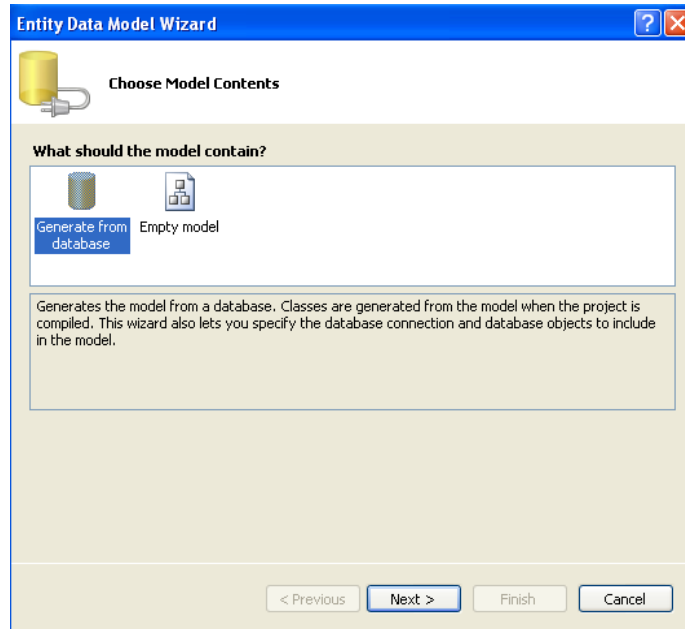 Entity Data Model Wizard
Choose Model Contents
What should the model contain?
Generate from
database
Empty model
Generates the model from a database. Classes are generated from the model when the project is
compiled. This wizard also lets you specify the database connection and database objects to include
in the model.
< Previous
Next >
Finish
Cancel